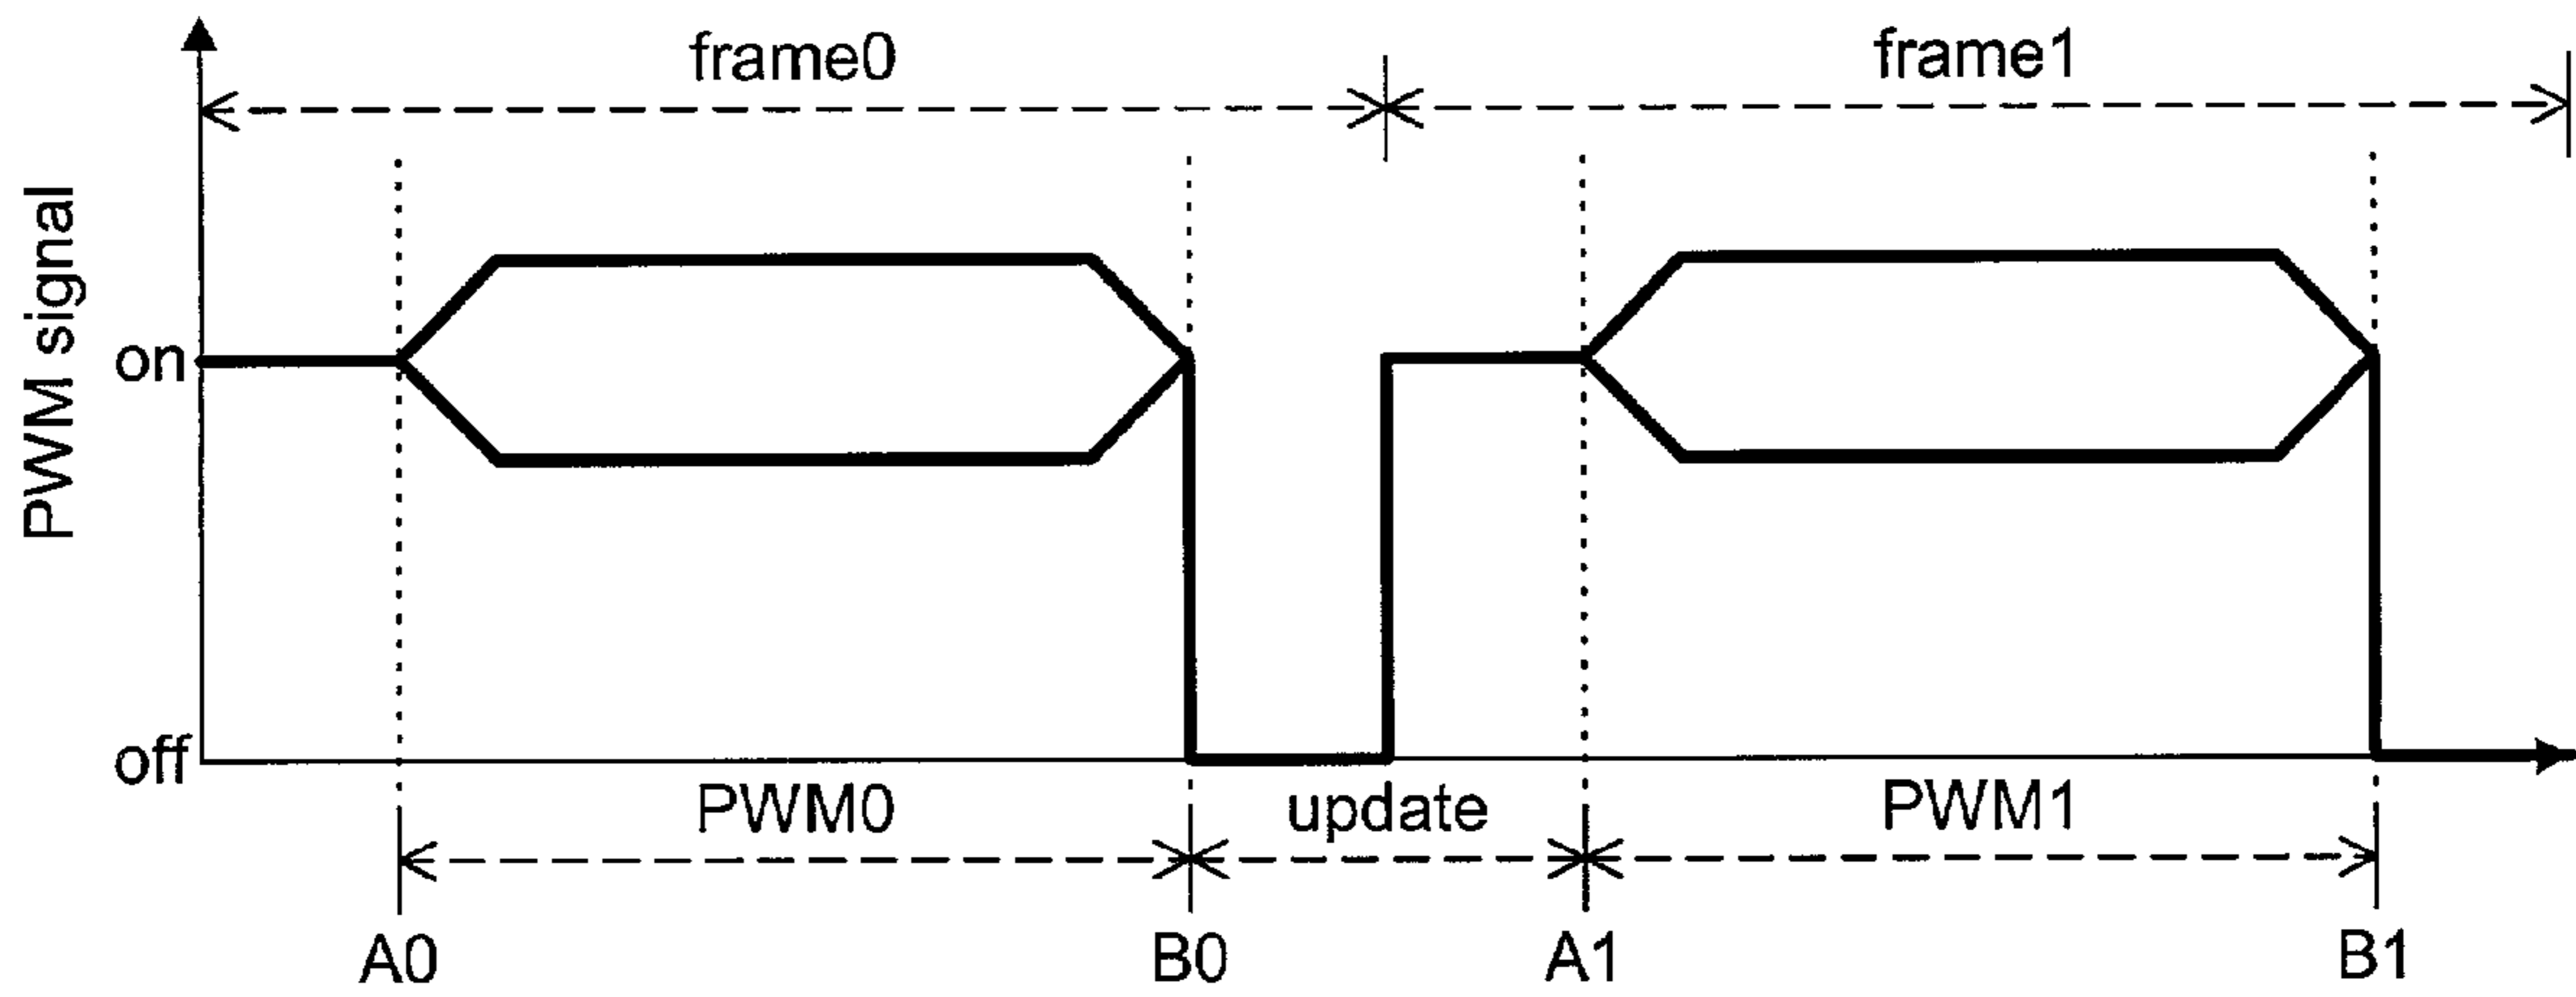 frame0
frame1
PWM signal
on
off
PWM0
update
PWM1
A0
B0
A1
B1